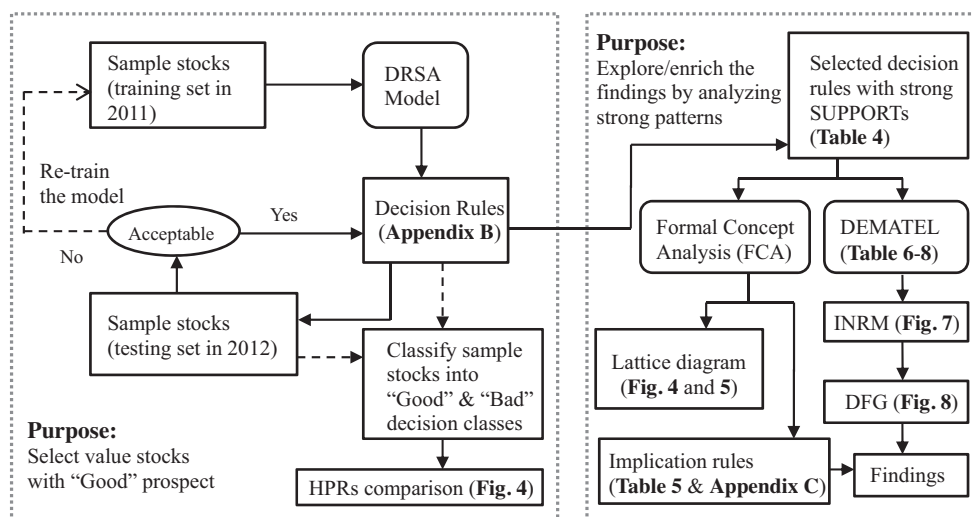 Sample stocks
(training set in
2011)
DRSA
Model
Re-train
the model
Acceptable
Yes
No
Decision Rules
(Appendix B)
Sample stocks
(testing set in 2012)
Classify sample
stocks into
“Good” & “Bad”
decision classes
Purpose:
Select value stocks
with “Good” prospect
HPRs comparison (Fig. 4)
Purpose:
Explore/enrich the
findings by analyzing
strong patterns
Selected decision
rules with strong
SUPPORTs
(Table 4)
Formal Concept
Analysis (FCA)
DEMATEL
(Table 6-8)
Lattice diagram
(Fig. 4 and 5)
INRM (Fig. 7)
DFG (Fig. 8)
Implication rules
(Table 5 & Appendix C)
Findings